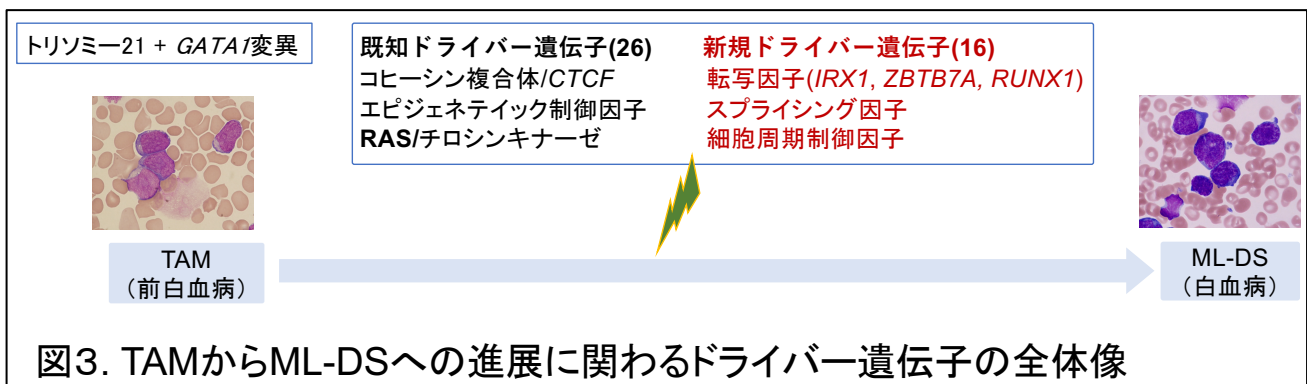 トリソミー21 + GATA1変異
既知ドライバー遺伝子(26)
コヒーシン複合体/CTCF
エピジェネテイック制御因子
RAS/チロシンキナーゼ
新規ドライバー遺伝子(16)
転写因子(IRX1, ZBTB7A, RUNX1)
スプライシング因子
細胞周期制御因子
TAM
（前白血病）
ML-DS
（白血病）
図３. TAMからML-DSへの進展に関わるドライバー遺伝子の全体像